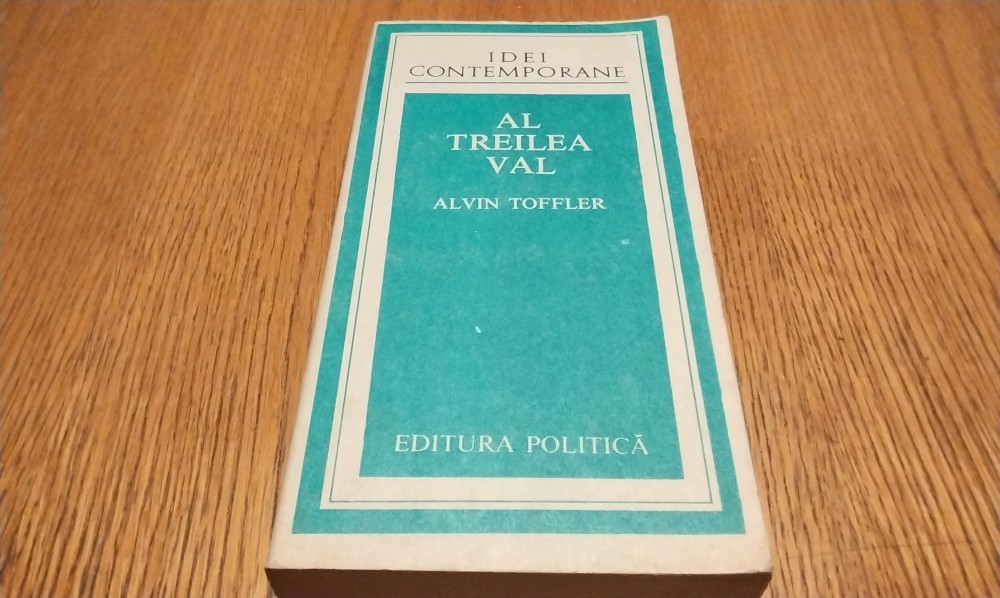 IDEI
CONTEMPORANE
AL
TREILEA
VAL
ALVIN TOFFLER
EDITURA POLITICĂ